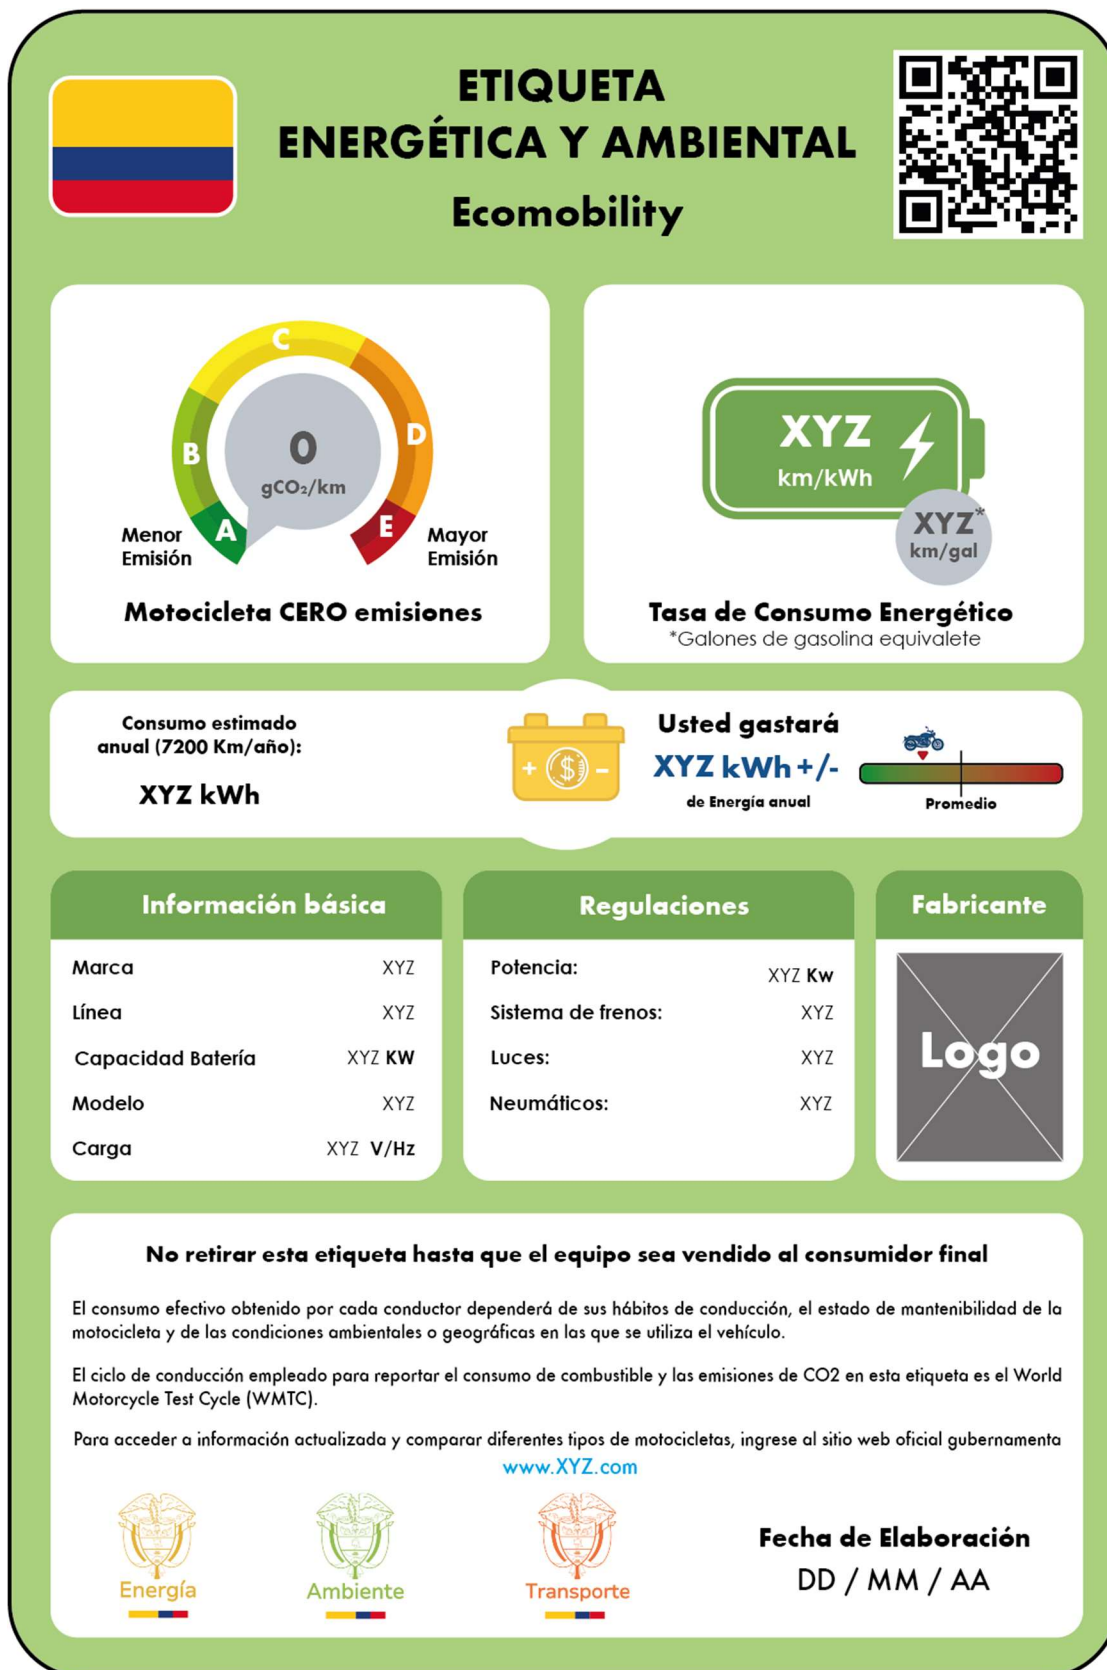 ETIQUETA
ENERGÉTICA Y AMBIENTAL
Ecomobility
C
B
D
A
E
0
gCO₂/km
Menor
Emisión
Mayor
Emisión
Motocicleta CERO emisiones
XYZ
km/kWh
XYZ*
km/gal
Tasa de Consumo Energético
*Galones de gasolina equivalete
Consumo estimado
anual (7200 Km/año):
XYZ kWh
+ $ -
Usted gastará
XYZ kWh +/-
de Energía anual
Promedio
Información básica
Marca XYZ
Línea XYZ
Capacidad Batería XYZ KW
Modelo XYZ
Carga XYZ V/Hz
Regulaciones
Potencia: XYZ Kw
Sistema de frenos: XYZ
Luces: XYZ
Neumáticos: XYZ
Fabricante
Logo
No retirar esta etiqueta hasta que el equipo sea vendido al consumidor final
El consumo efectivo obtenido por cada conductor dependerá de sus hábitos de conducción, el estado de mantenibilidad de la
motocicleta y de las condiciones ambientales o geográficas en las que se utiliza el vehículo.
El ciclo de conducción empleado para reportar el consumo de combustible y las emisiones de CO2 en esta etiqueta es el World
Motorcycle Test Cycle (WMTC).
Para acceder a información actualizada y comparar diferentes tipos de motocicletas, ingrese al sitio web oficial gubernamenta
www.XYZ.com
Energía
Ambiente
Transporte
Fecha de Elaboración
DD / MM / AA